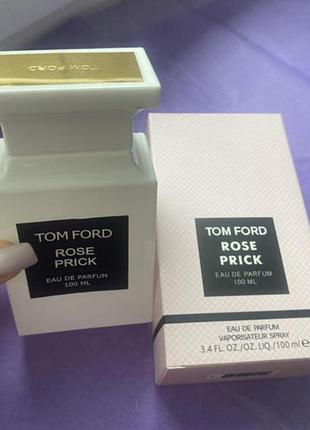 TOM FORD
TOM FORD
ROSE
PRICK
EAU DE PARFUM
100 ML
TOM FORD
ROSE
PRICK
EAU DE PARFUM
100 ML
EAU DE PARFUM
VAPORISATEUR SPRAY
3.4 FL. OZ./OZ. LIQ./100 ml e